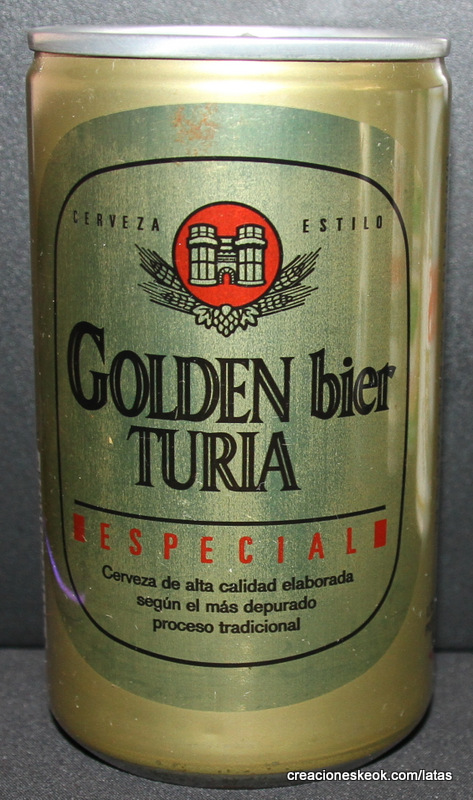 CERVEZA ESTILO
GOLDEN bier
TURIA
ESPECIAL
Cerveza de alta calidad elaborada
según el más depurado
proceso tradicional
creacioneskeok.com/latas